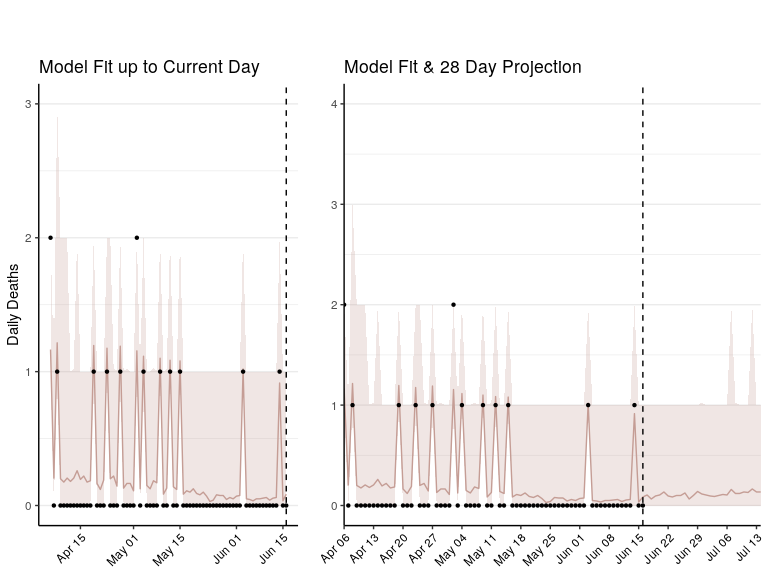 Model Fit up to Current Day
Daily Deaths
3
2
1
0
Apr 15
May 01
May 15
Jun 01
Jun 15
Model Fit & 28 Day Projection
4
3
2
1
0
Apr 06
Apr 13
Apr 20
Apr 27
May 04
May 11
May 18
May 25
Jun 01
Jun 08
Jun 15
Jun 22
Jun 29
Jul 06
Jul 13